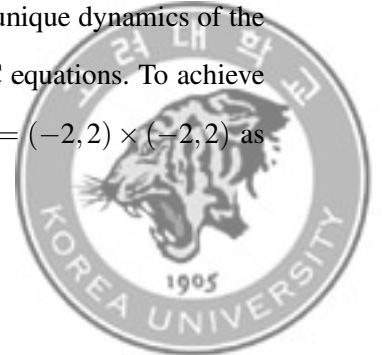 unique dynamics of the
equations. To achieve
= (−2,2) × (−2,2) as
고려대학교
1905
KOREA UNIVERSITY